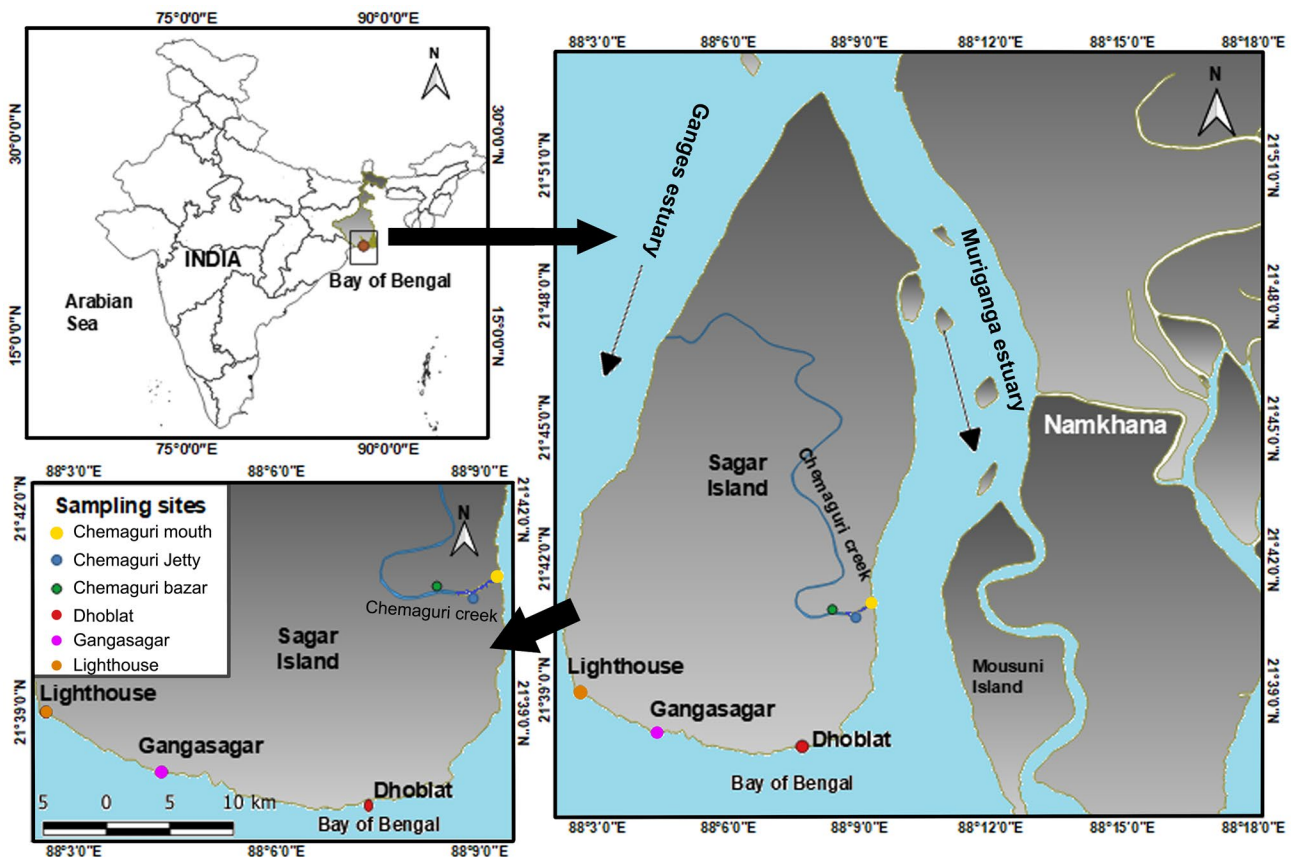 75°0'0"E
90°0'0"E
N
30°0'0"N
30°0'0"N
INDIA
Bay of Bengal
Arabian
Sea
15°0'0"N
15°0'0"N
75°0'0"E
90°0'0"E
88°3'0"E
88°6'0"E
88°9'0"E
88°12'0"E
88°15'0"E
88°18'0"E
N
Ganges estuary
21°51'0"N
21°51'0"N
Muriganga estuary
21°48'0"N
21°48'0"N
21°45'0"N
21°45'0"N
Namkhana
Sagar
Island
Chemaguri creek
21°42'0"N
21°42'0"N
Lighthouse
Mousuni
Island
21°39'0"N
21°39'0"N
Gangasagar
Dhoblat
Bay of Bengal
88°3'0"E
88°6'0"E
88°9'0"E
88°12'0"E
88°15'0"E
88°18'0"E
88°3'0"E
88°6'0"E
88°9'0"E
21°42'0"N
21°42'0"N
Sampling sites
Chemaguri mouth
Chemaguri Jetty
Chemaguri bazar
Dhoblat
Gangasagar
Lighthouse
N
Chemaguri creek
Sagar
Island
Lighthouse
21°39'0"N
21°39'0"N
Gangasagar
Dhoblat
5 0 5 10 km
Bay of Bengal
88°3'0"E
88°6'0"E
88°9'0"E